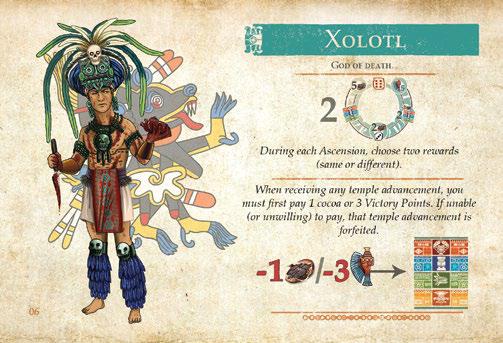 XOLOTL
GOD OF DEATH
2
5
During each Ascension, choose two rewards
(same or different).
When receiving any temple advancement, you
must first pay 1 cocoa or 3 Victory Points. If unable
(or unwilling) to pay, that temple advancement is
forfeited.
-1 / -3
06